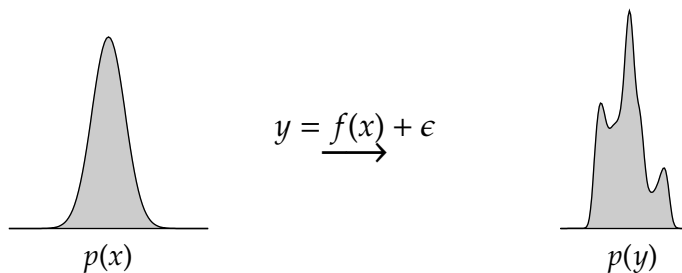 y = f(x) + ϵ
p(x)
p(y)